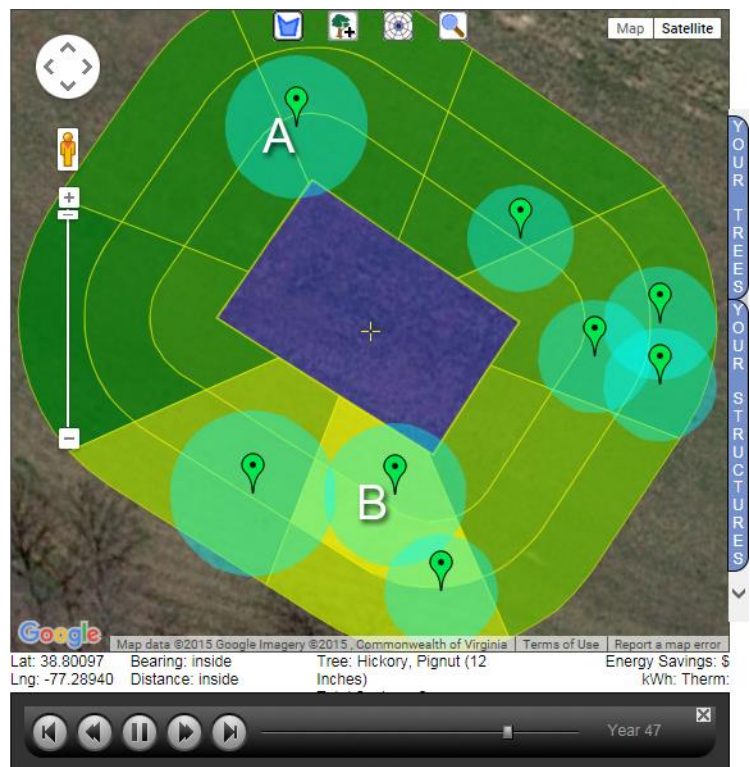 Map Satellite
A
B
YOUR TREES
YOUR STRUCTURES
Google
Map data ©2015 Google Imagery ©2015 , Commonwealth of Virginia Terms of Use Report a map error
Lat: 38.80097 Bearing: inside Tree: Hickory, Pignut (12 Energy Savings: $
Lng: -77.28940 Distance: inside Inches) kWh: Therm:
Year 47